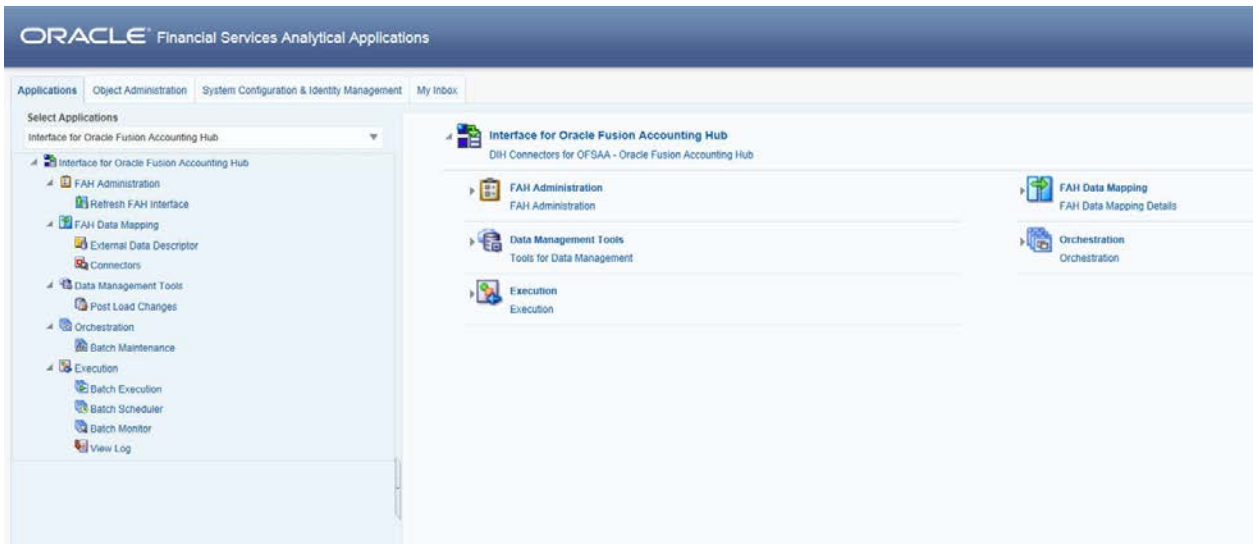 ORACLE® Financial Services Analytical Applications
Applications Object Administration System Configuration & Identity Management My Inbox
Select Applications
Interface for Oracle Fusion Accounting Hub
Interface for Oracle Fusion Accounting Hub
FAH Administration
Refresh FAH Interface
FAH Data Mapping
External Data Descriptor
Connectors
Data Management Tools
Post Load Changes
Orchestration
Batch Maintenance
Execution
Batch Execution
Batch Scheduler
Batch Monitor
View Log
Interface for Oracle Fusion Accounting Hub
DIH Connectors for OFSAA - Oracle Fusion Accounting Hub
FAH Administration
FAH Administration
FAH Data Mapping
FAH Data Mapping Details
Data Management Tools
Tools for Data Management
Orchestration
Orchestration
Execution
Execution